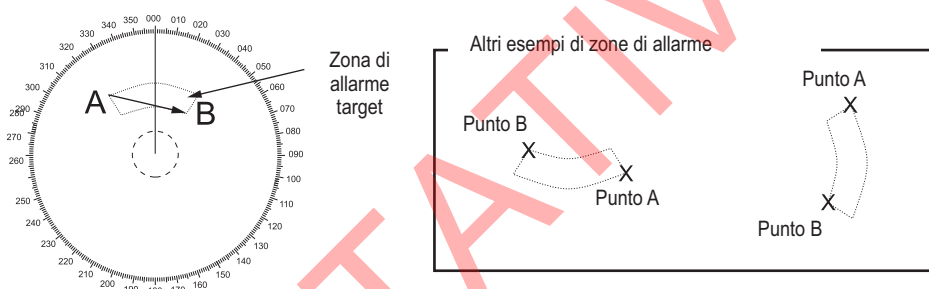 350 000 010
340 020
330 030
320 040
310 050
300 060
290 070
280 080
270 090
260 100
250 110
240 120
230 130
220 140
210 150
200 160
190 180 170
A
B
Zona di
allarme
target
Altri esempi di zone di allarme
Punto B
Punto A
Punto A
Punto B
TATIV